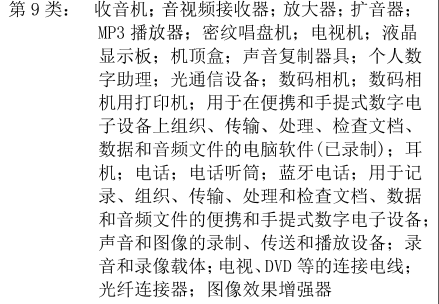 第 9 类： 收音机；音视频接收器；放大器；扩音器；
MP3 播放器；密纹唱盘机；电视机；液晶
显示板；机顶盒；声音复制器具；个人数
字助理；光通信设备；数码相机；数码相
机用打印机；用于在便携和手提式数字电
子设备上组织、传输、处理、检查文档、
数据和音频文件的电脑软件(已录制)；耳
机；电话；电话听筒；蓝牙电话；用于记
录、组织、传输、处理和检查文档、数据
和音频文件的便携和手提式数字电子设备；
声音和图像的录制、传送和播放设备；录
音和录像载体；电视、DVD 等的连接电线；
光纤连接器；图像效果增强器